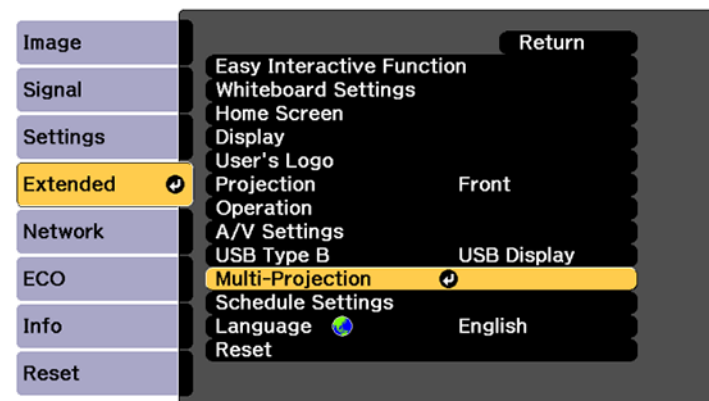 Image
Signal
Settings
Extended
Network
ECO
Info
Reset
Return
Easy Interactive Function
Whiteboard Settings
Home Screen
Display
User's Logo
Projection Front
Operation
A/V Settings
USB Type B USB Display
Multi-Projection
Schedule Settings
Language English
Reset